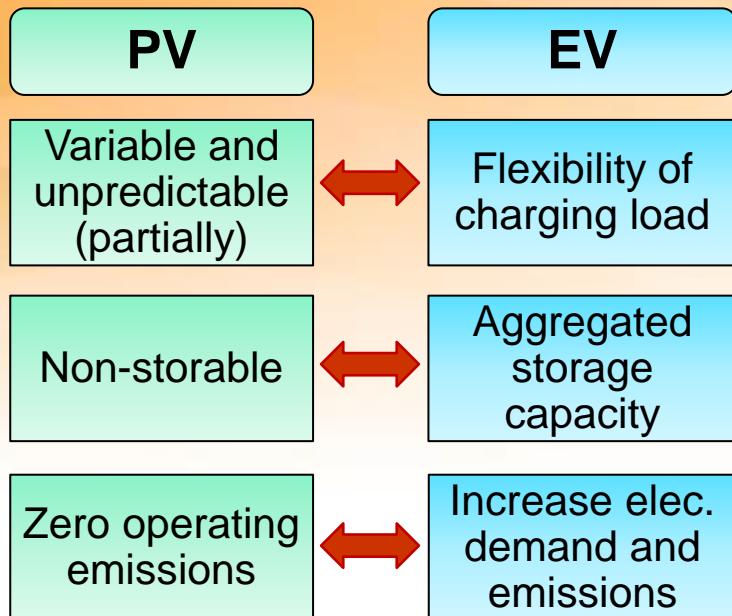 PV
EV
Variable and
unpredictable
(partially)
Flexibility of
charging load
Non-storable
Aggregated
storage
capacity
Zero operating
emissions
Increase elec.
demand and
emissions